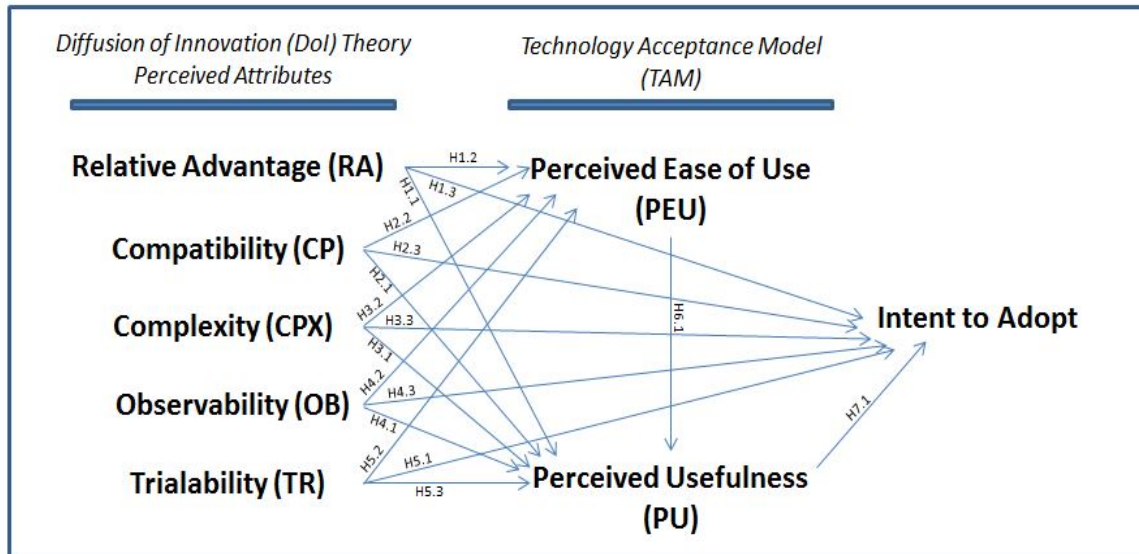 Diffusion of Innovation (DoI) Theory
Perceived Attributes
Technology Acceptance Model
(TAM)
Relative Advantage (RA)
H1.2
H1.1
H1.3
Perceived Ease of Use
(PEU)
Compatibility (CP)
H2.2
H2.3
H2.1
Complexity (CPX)
H3.2
H3.3
H3.1
H6.1
Intent to Adopt
Observability (OB)
H4.2
H4.3
H4.1
H7.1
Trialability (TR)
H5.2
H5.1
H5.3
Perceived Usefulness
(PU)